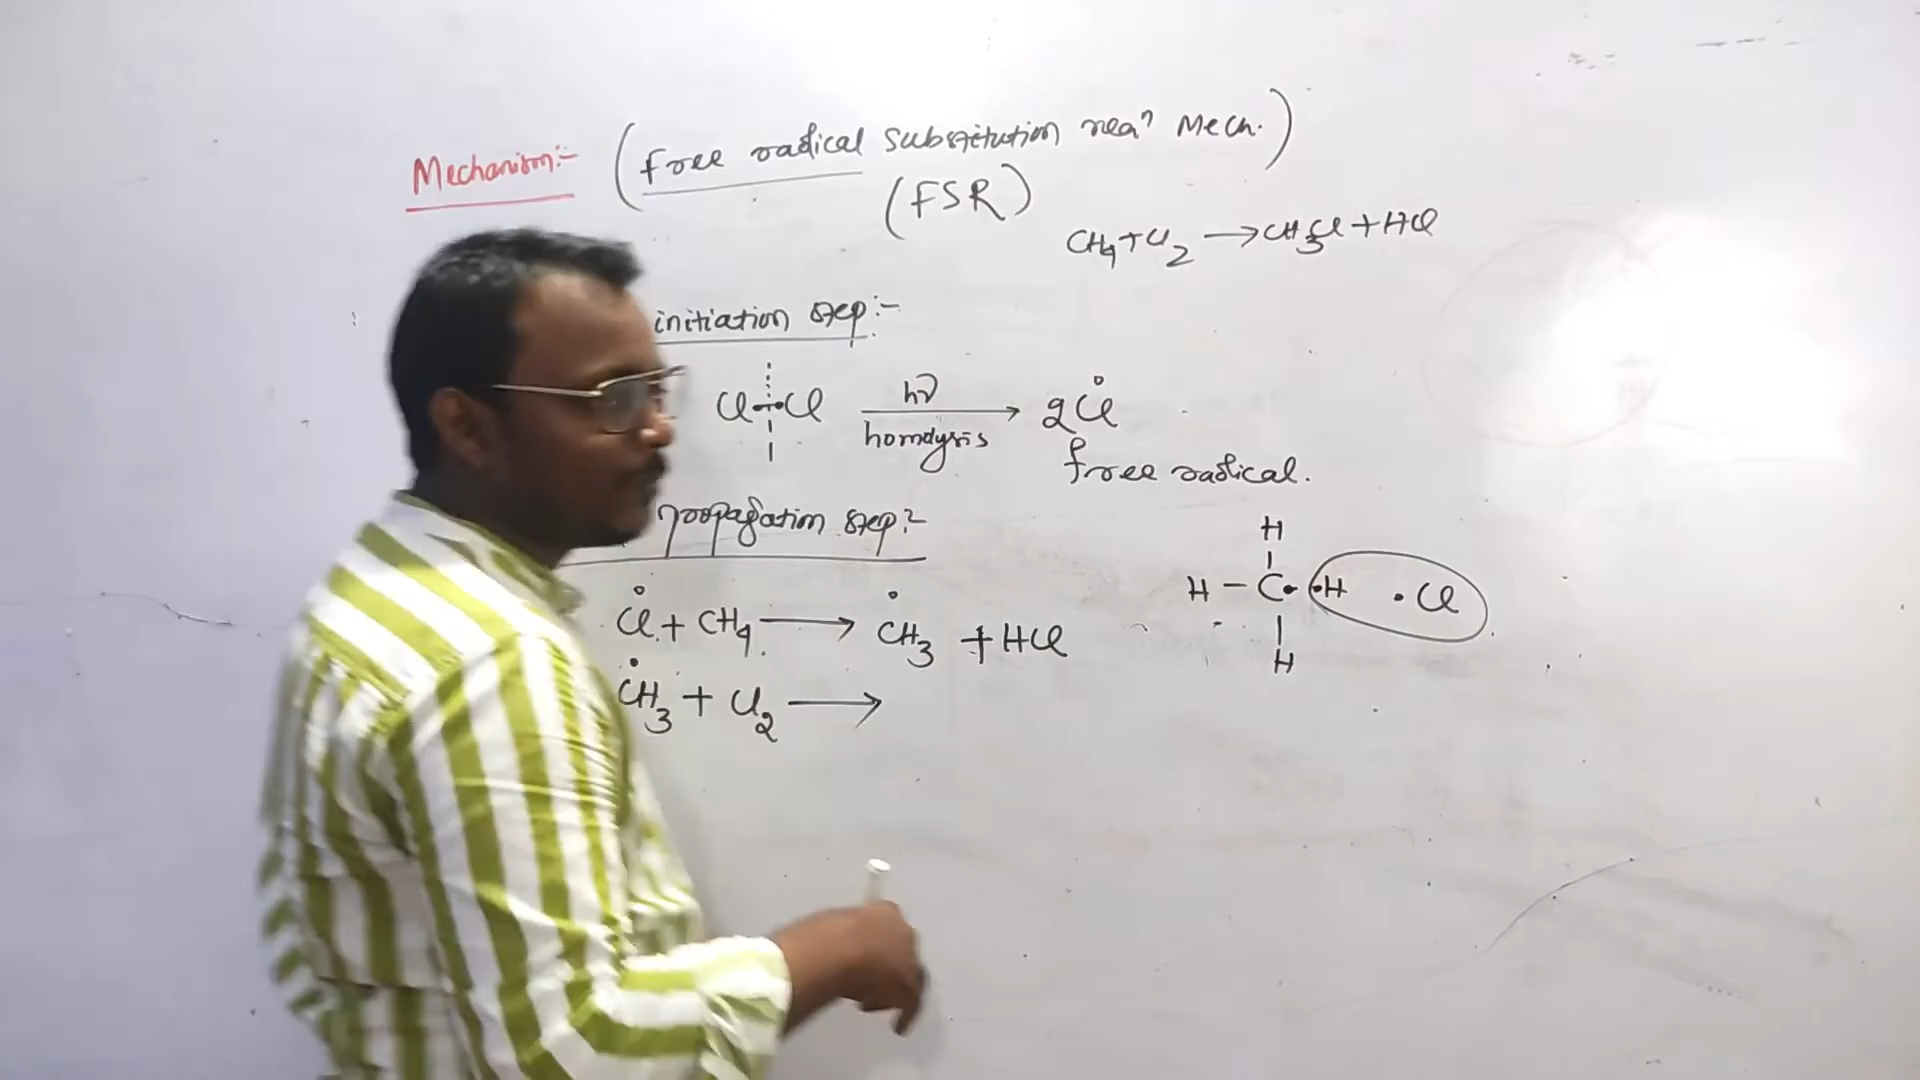 Mechanism:- (free radical substitution reaⁿ Mech.)
(FSR)
CH4+Cl2 → CH3Cl+HCl
initiation step:-
Cl Cl hν homolysis → 2Cl•
free radical.
propagation step:-
H
H - C• •H •Cl
H
Cl• + CH4 → •CH3 + HCl
•CH3 + Cl2 →